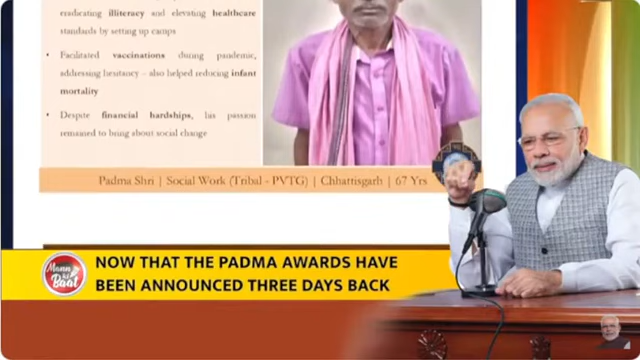 eradicating illiteracy and elevating healthcare
standards by setting up camps
• Facilitated vaccinations during pandemic,
addressing hesitancy – also helped reducing infant
mortality
• Despite financial hardships, his passion
remained to bring about social change
Padma Shri | Social Work (Tribal - PVTG) | Chhattisgarh | 67 Yrs
Mann
Ki
Baat
NOW THAT THE PADMA AWARDS HAVE
BEEN ANNOUNCED THREE DAYS BACK